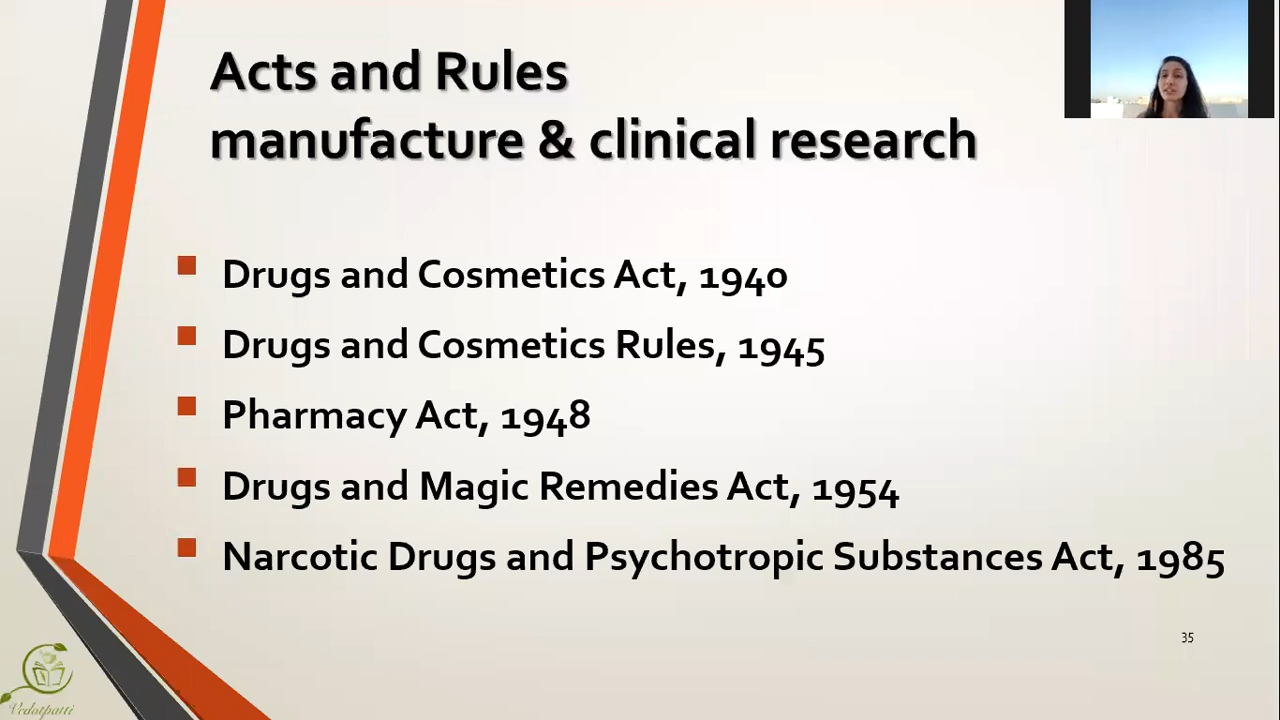 Acts and Rules
manufacture & clinical research
Drugs and Cosmetics Act, 1940
Drugs and Cosmetics Rules, 1945
Pharmacy Act, 1948
Drugs and Magic Remedies Act, 1954
Narcotic Drugs and Psychotropic Substances Act, 1985
35
Vedotpatti